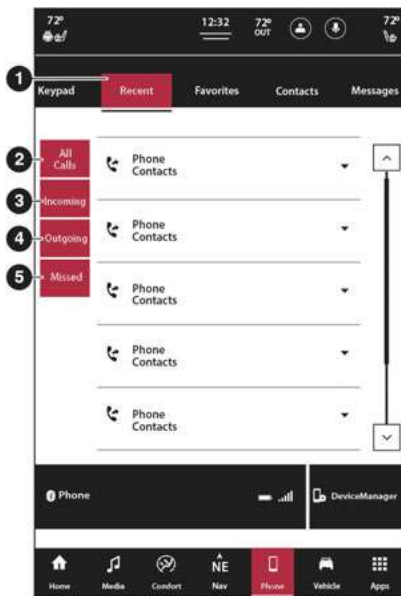 72° 12:32 72° 72°
OUT
1
Keypad Recent Favorites Contacts Messages
2 All
Calls
3 Incoming
4 Outgoing
5 Missed
Phone
Contacts
Phone
Contacts
Phone
Contacts
Phone
Contacts
Phone
Contacts
Phone DeviceManager
NE
Home Media Comfort Nav Phone Vehicle Apps